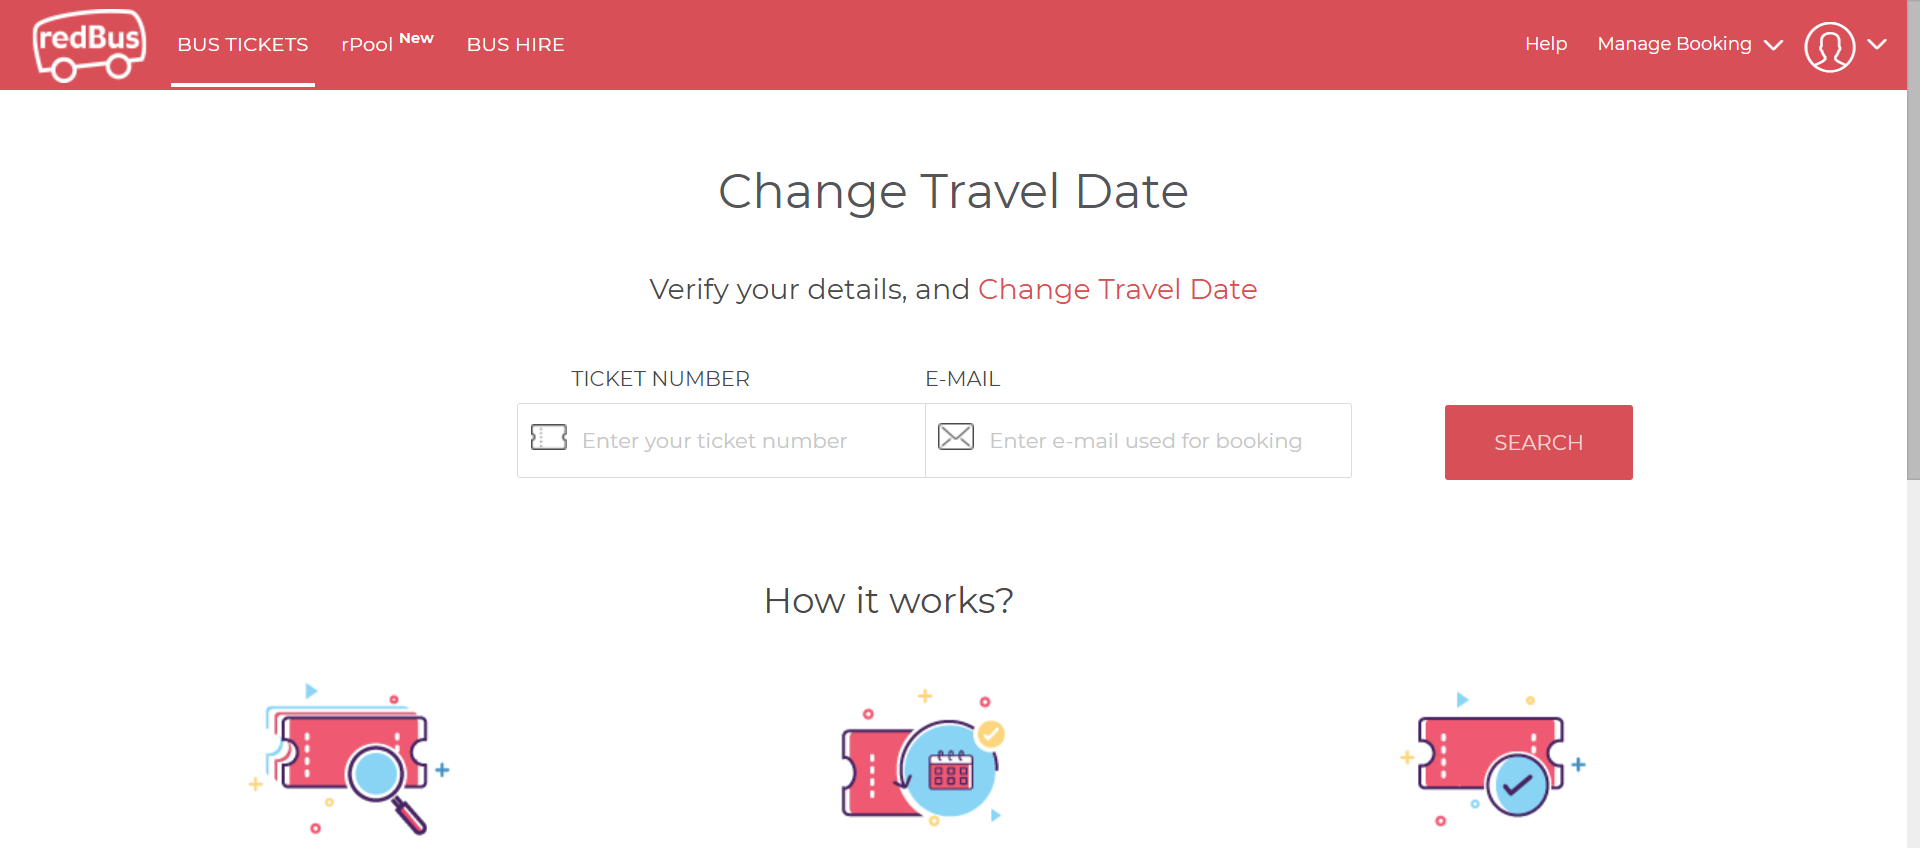 redBus
BUS TICKETS
rPool New
BUS HIRE
Help
Manage Booking
Change Travel Date
Verify your details, and Change Travel Date
TICKET NUMBER
E-MAIL
Enter your ticket number
Enter e-mail used for booking
SEARCH
How it works?